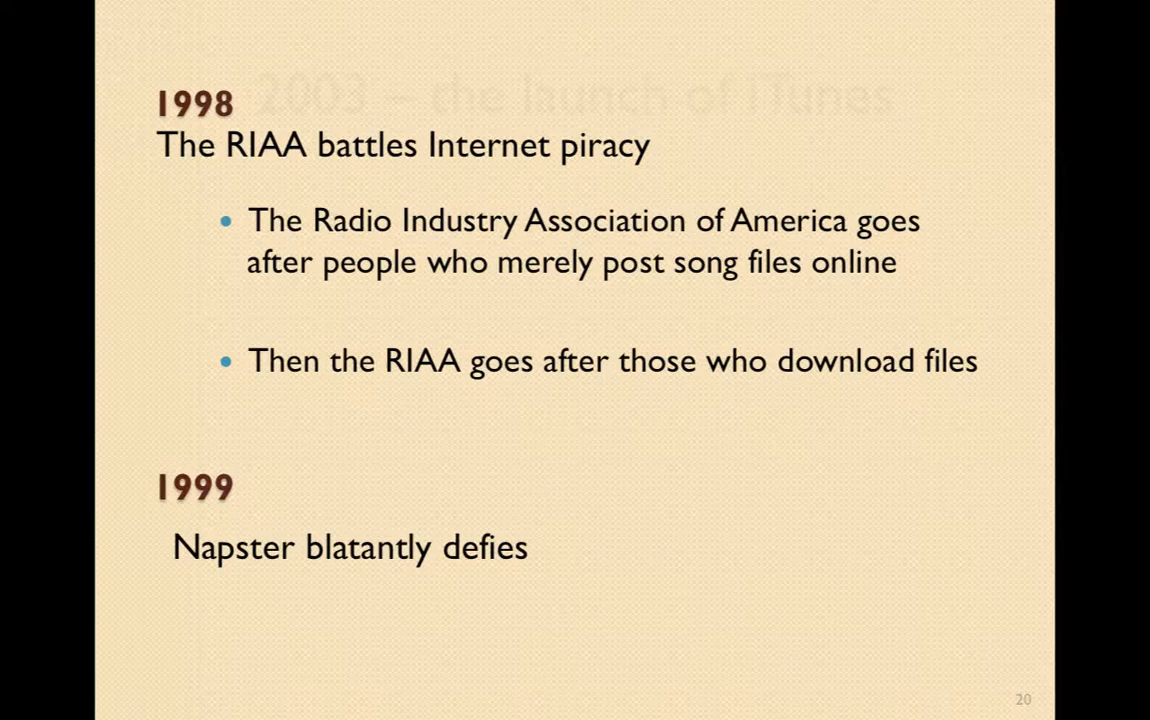 2003 – the launch of iTunes
1998
The RIAA battles Internet piracy
• The Radio Industry Association of America goes
after people who merely post song files online
• Then the RIAA goes after those who download files
1999
Napster blatantly defies
20